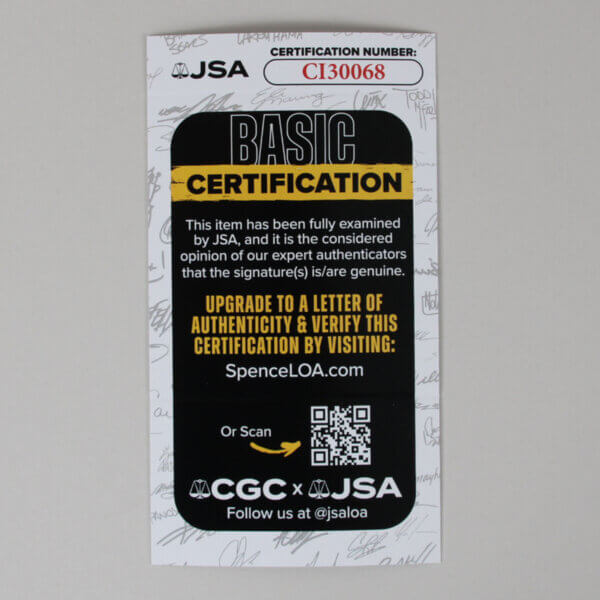 LARRY HAMA
CERTIFICATION NUMBER:
JSA
CI30068
BASIC
CERTIFICATION
This item has been fully examined
by JSA, and it is the considered
opinion of our expert authenticators
that the signature(s) is/are genuine.
UPGRADE TO A LETTER OF
AUTHENTICITY & VERIFY THIS
CERTIFICATION BY VISITING:
SpenceLOA.com
Or Scan
CGC x JSA
Follow us at @jsaloa